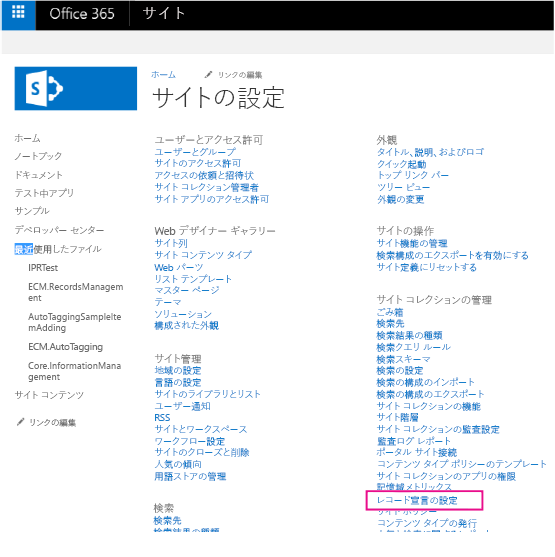 Office 365 サイト
ホーム リンクの編集
サイトの設定
ホーム
ノートブック
ドキュメント
テスト中アプリ
サンプル
デベロッパー センター
最近使用したファイル
IPRTest
ECM.RecordsManagem
ent
AutoTaggingSampleIte
mAdding
ECM.AutoTagging
Core.InformationMana
gement
サイト コンテンツ
リンクの編集
ユーザーとアクセス許可
ユーザーとグループ
サイトのアクセス許可
アクセスの依頼と招待状
サイト コレクション管理者
サイト アプリのアクセス許可
Web デザイナー ギャラリー
サイト列
サイト コンテンツ タイプ
Web パーツ
リスト テンプレート
マスター ページ
テーマ
ソリューション
構成された外観
サイト管理
地域の設定
言語の設定
サイトのライブラリとリスト
ユーザー通知
RSS
サイトとワークスペース
ワークフロー設定
サイトのクローズと削除
人気の傾向
用語ストアの管理
検索
検索先
検索結果の種類
外観
タイトル、説明、およびロゴ
クイック起動
トップ リンク バー
ツリー ビュー
外観の変更
サイトの操作
サイト機能の管理
検索構成のエクスポートを有効にする
サイト定義にリセットする
サイト コレクションの管理
ごみ箱
検索先
検索結果の種類
検索クエリ ルール
検索スキーマ
検索の設定
検索の構成のインポート
検索の構成のエクスポート
サイト コレクションの機能
サイト階層
サイト コレクションの監査設定
監査ログ レポート
ポータル サイト接続
コンテンツ タイプ ポリシーのテンプレート
サイト コレクションのアプリの権限
記憶域メトリックス
レコード宣言の設定
サイト ポリシー
コンテンツ タイプの発行